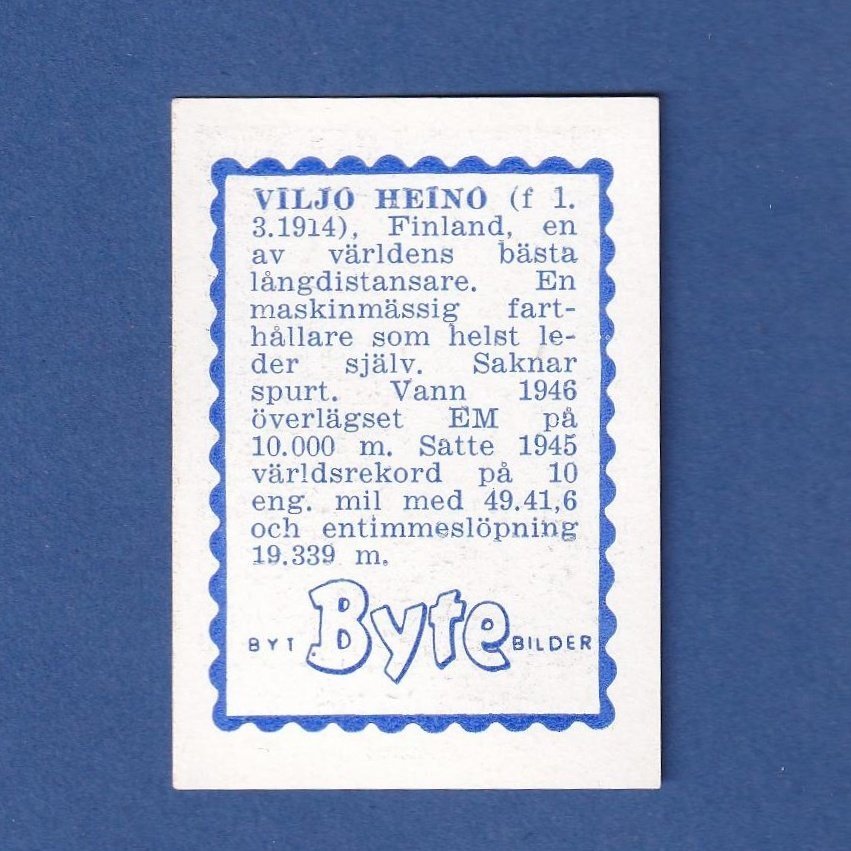 VILJO HEINO (f 1.
3.1914), Finland, en
av världens bästa
långdistansare. En
maskinmässig fart-
hållare som helst le-
der själv. Saknar
spurt. Vann 1946
överlägset EM på
10.000 m. Satte 1945
världsrekord på 10
eng. mil med 49.41,6
och entimmeslöpning
19.339 m.
BYT Byte BILDER